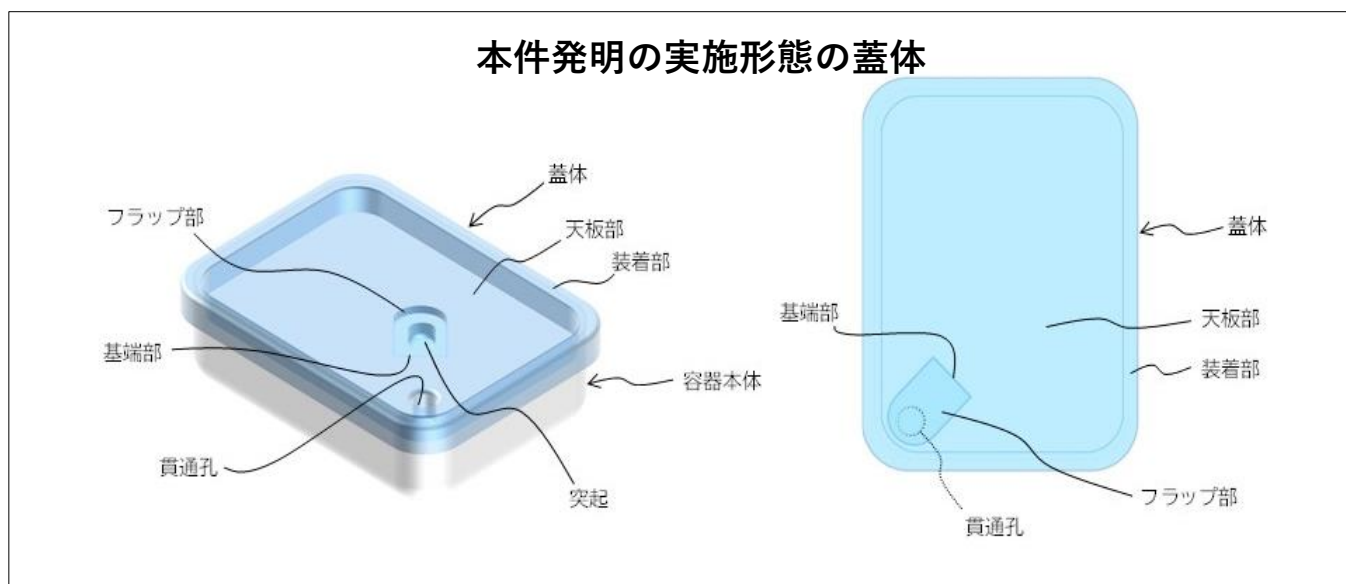 本件発明の実施形態の蓋体
蓋体
フラップ部
天板部
装着部
基端部
容器本体
貫通孔
突起
蓋体
基端部
天板部
装着部
フラップ部
貫通孔